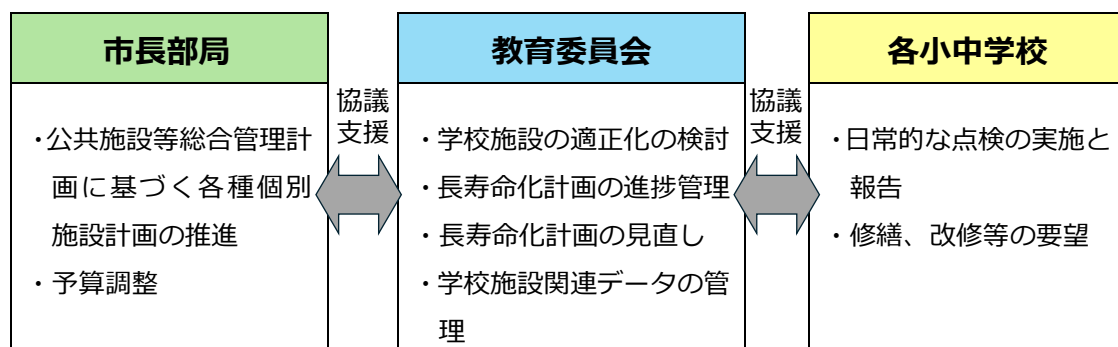 市長部局
・公共施設等総合管理計
画に基づく各種個別
施設計画の推進
・予算調整
協議
支援
教育委員会
・学校施設の適正化の検討
・長寿命化計画の進捗管理
・長寿命化計画の見直し
・学校施設関連データの管
理
協議
支援
各小中学校
・日常的な点検の実施と
報告
・修繕、改修等の要望